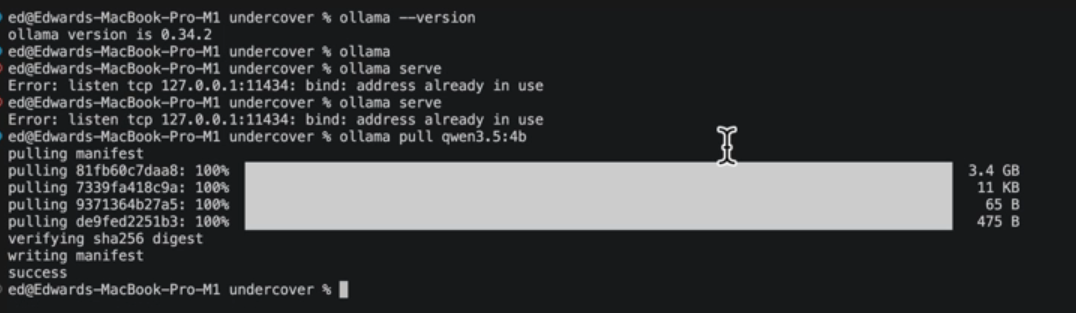 ed@Edwards-MacBook-Pro-M1 undercover % ollama --version
ollama version is 0.34.2
ed@Edwards-MacBook-Pro-M1 undercover % ollama
ed@Edwards-MacBook-Pro-M1 undercover % ollama serve
Error: listen tcp 127.0.0.1:11434: bind: address already in use
ed@Edwards-MacBook-Pro-M1 undercover % ollama serve
Error: listen tcp 127.0.0.1:11434: bind: address already in use
ed@Edwards-MacBook-Pro-M1 undercover % ollama pull qwen3.5:4b
pulling manifest
pulling 81fb60c7daa8: 100% 3.4 GB
pulling 7339fa418c9a: 100% 11 KB
pulling 9371364b27a5: 100% 65 B
pulling de9fed2251b3: 100% 475 B
verifying sha256 digest
writing manifest
success
ed@Edwards-MacBook-Pro-M1 undercover %